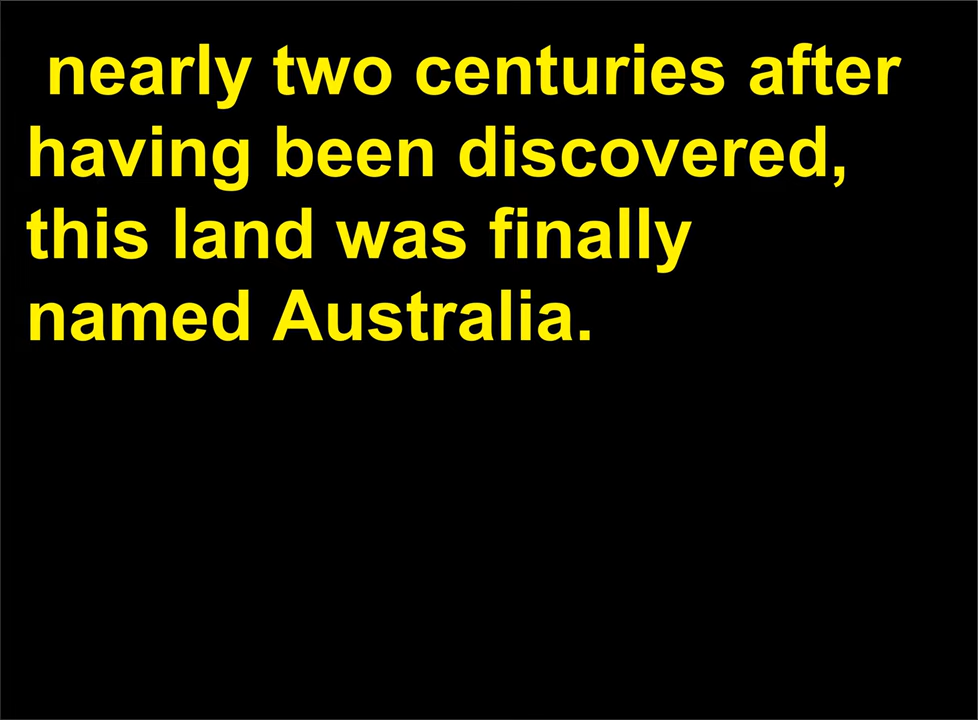 nearly two centuries after
having been discovered,
this land was finally
named Australia.